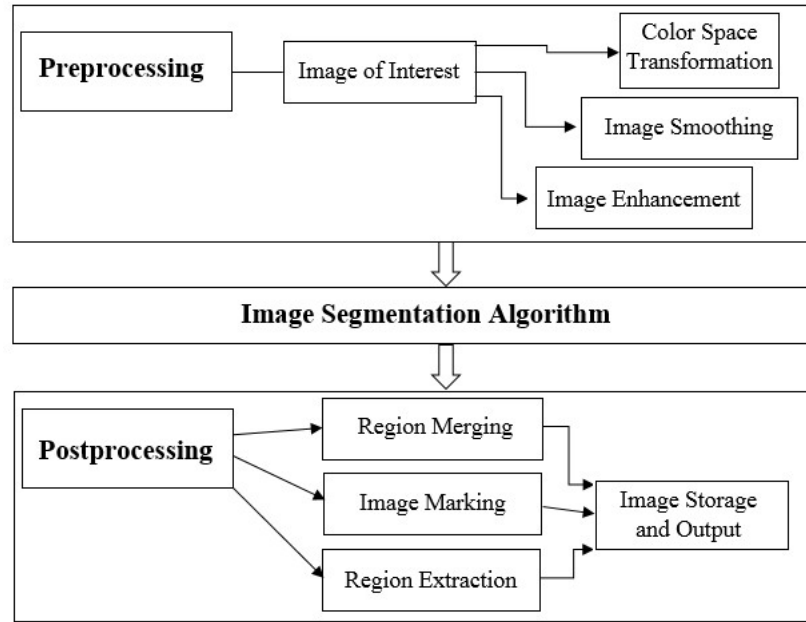 Preprocessing
Image of Interest
Color Space
Transformation
Image Smoothing
Image Enhancement
Image Segmentation Algorithm
Postprocessing
Region Merging
Image Marking
Region Extraction
Image Storage
and Output